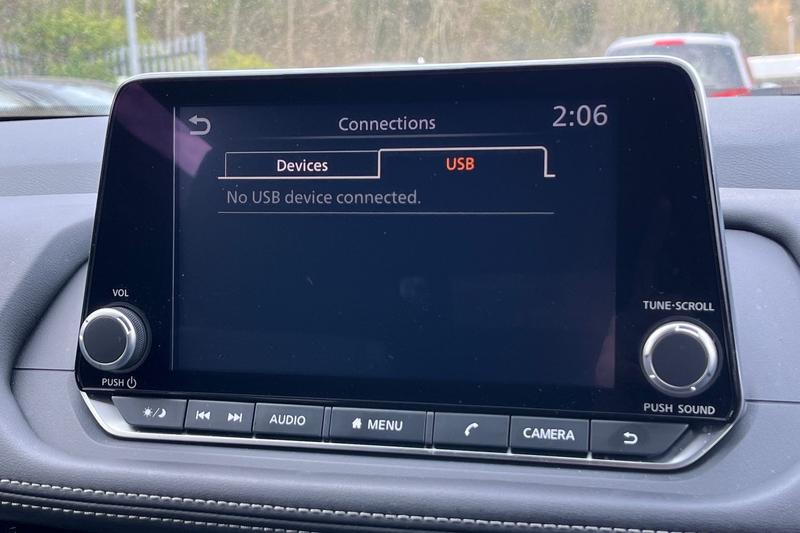 Connections
2:06
Devices
USB
No USB device connected.
VOL
TUNE·SCROLL
PUSH
PUSH SOUND
AUDIO
MENU
CAMERA